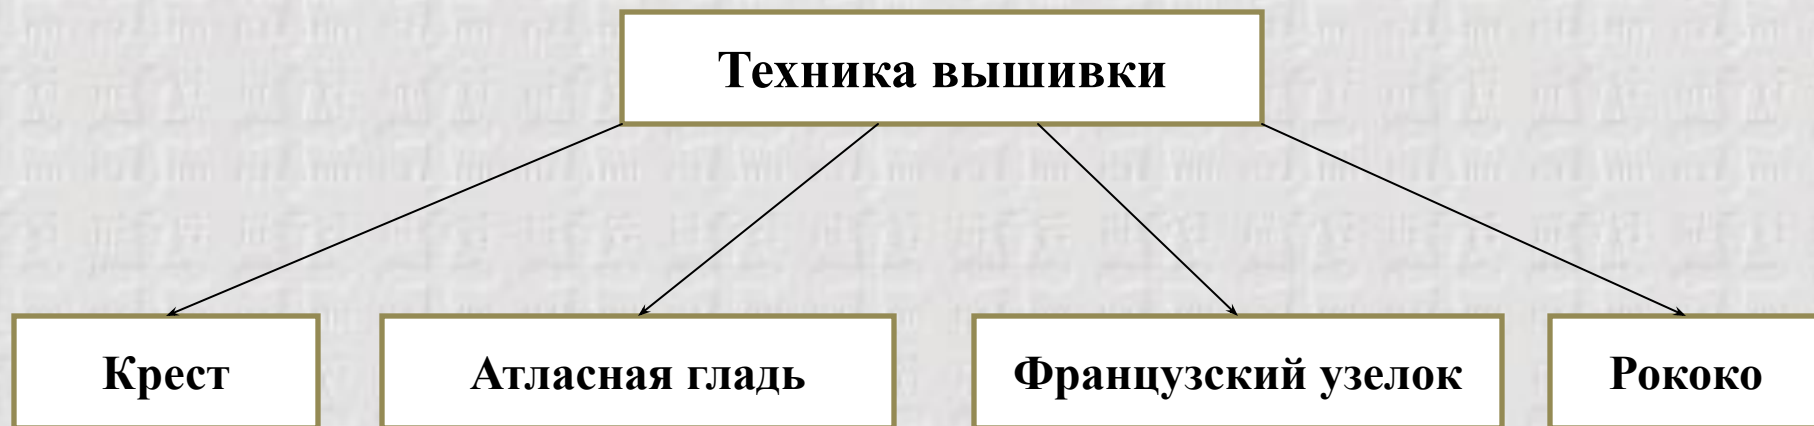 Техника вышивки
Крест
Атласная гладь
Французский узелок
Рококо